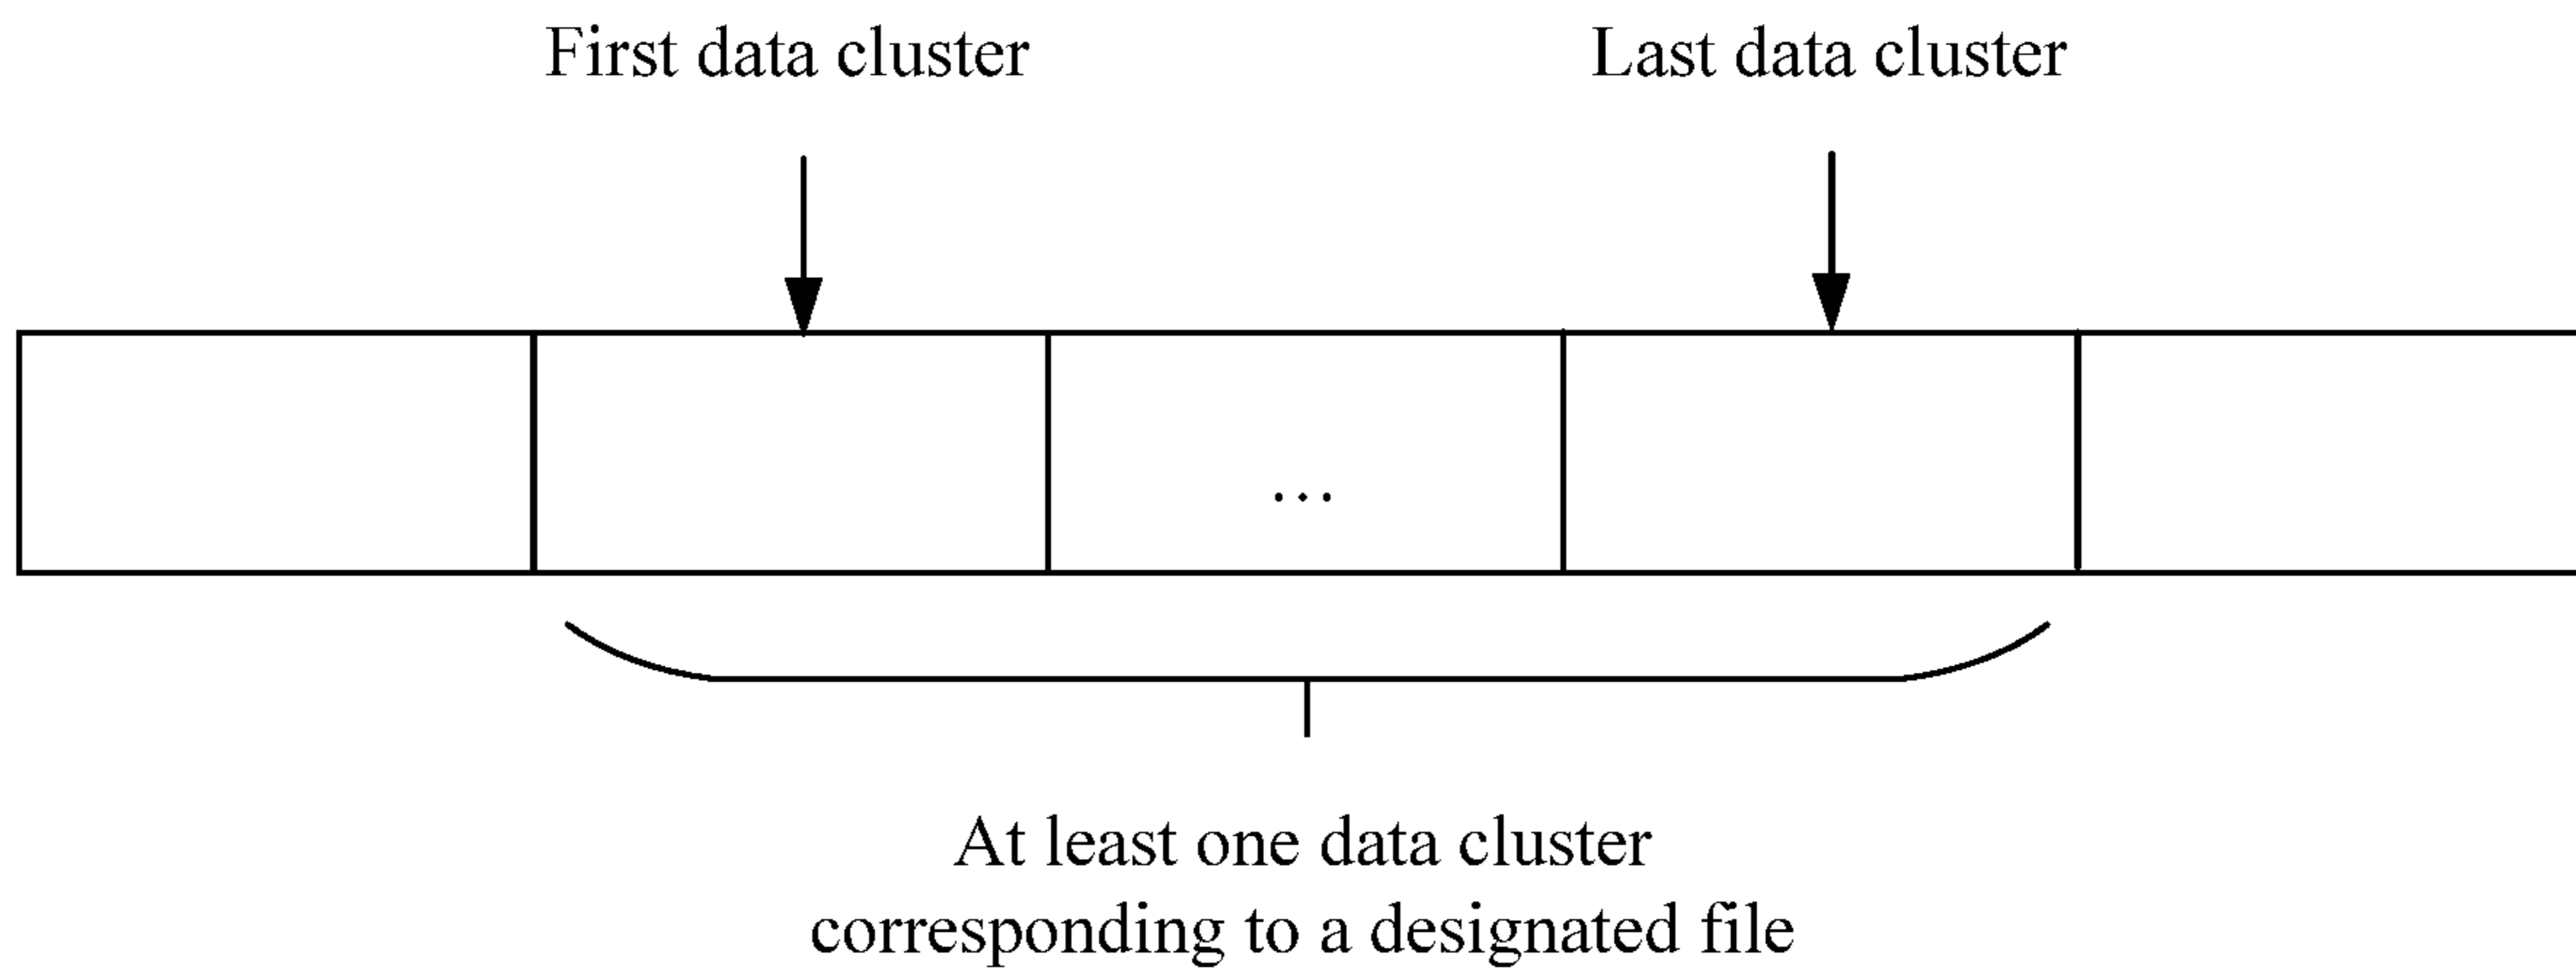 First data cluster
Last data cluster
...
At least one data cluster
corresponding to a designated file